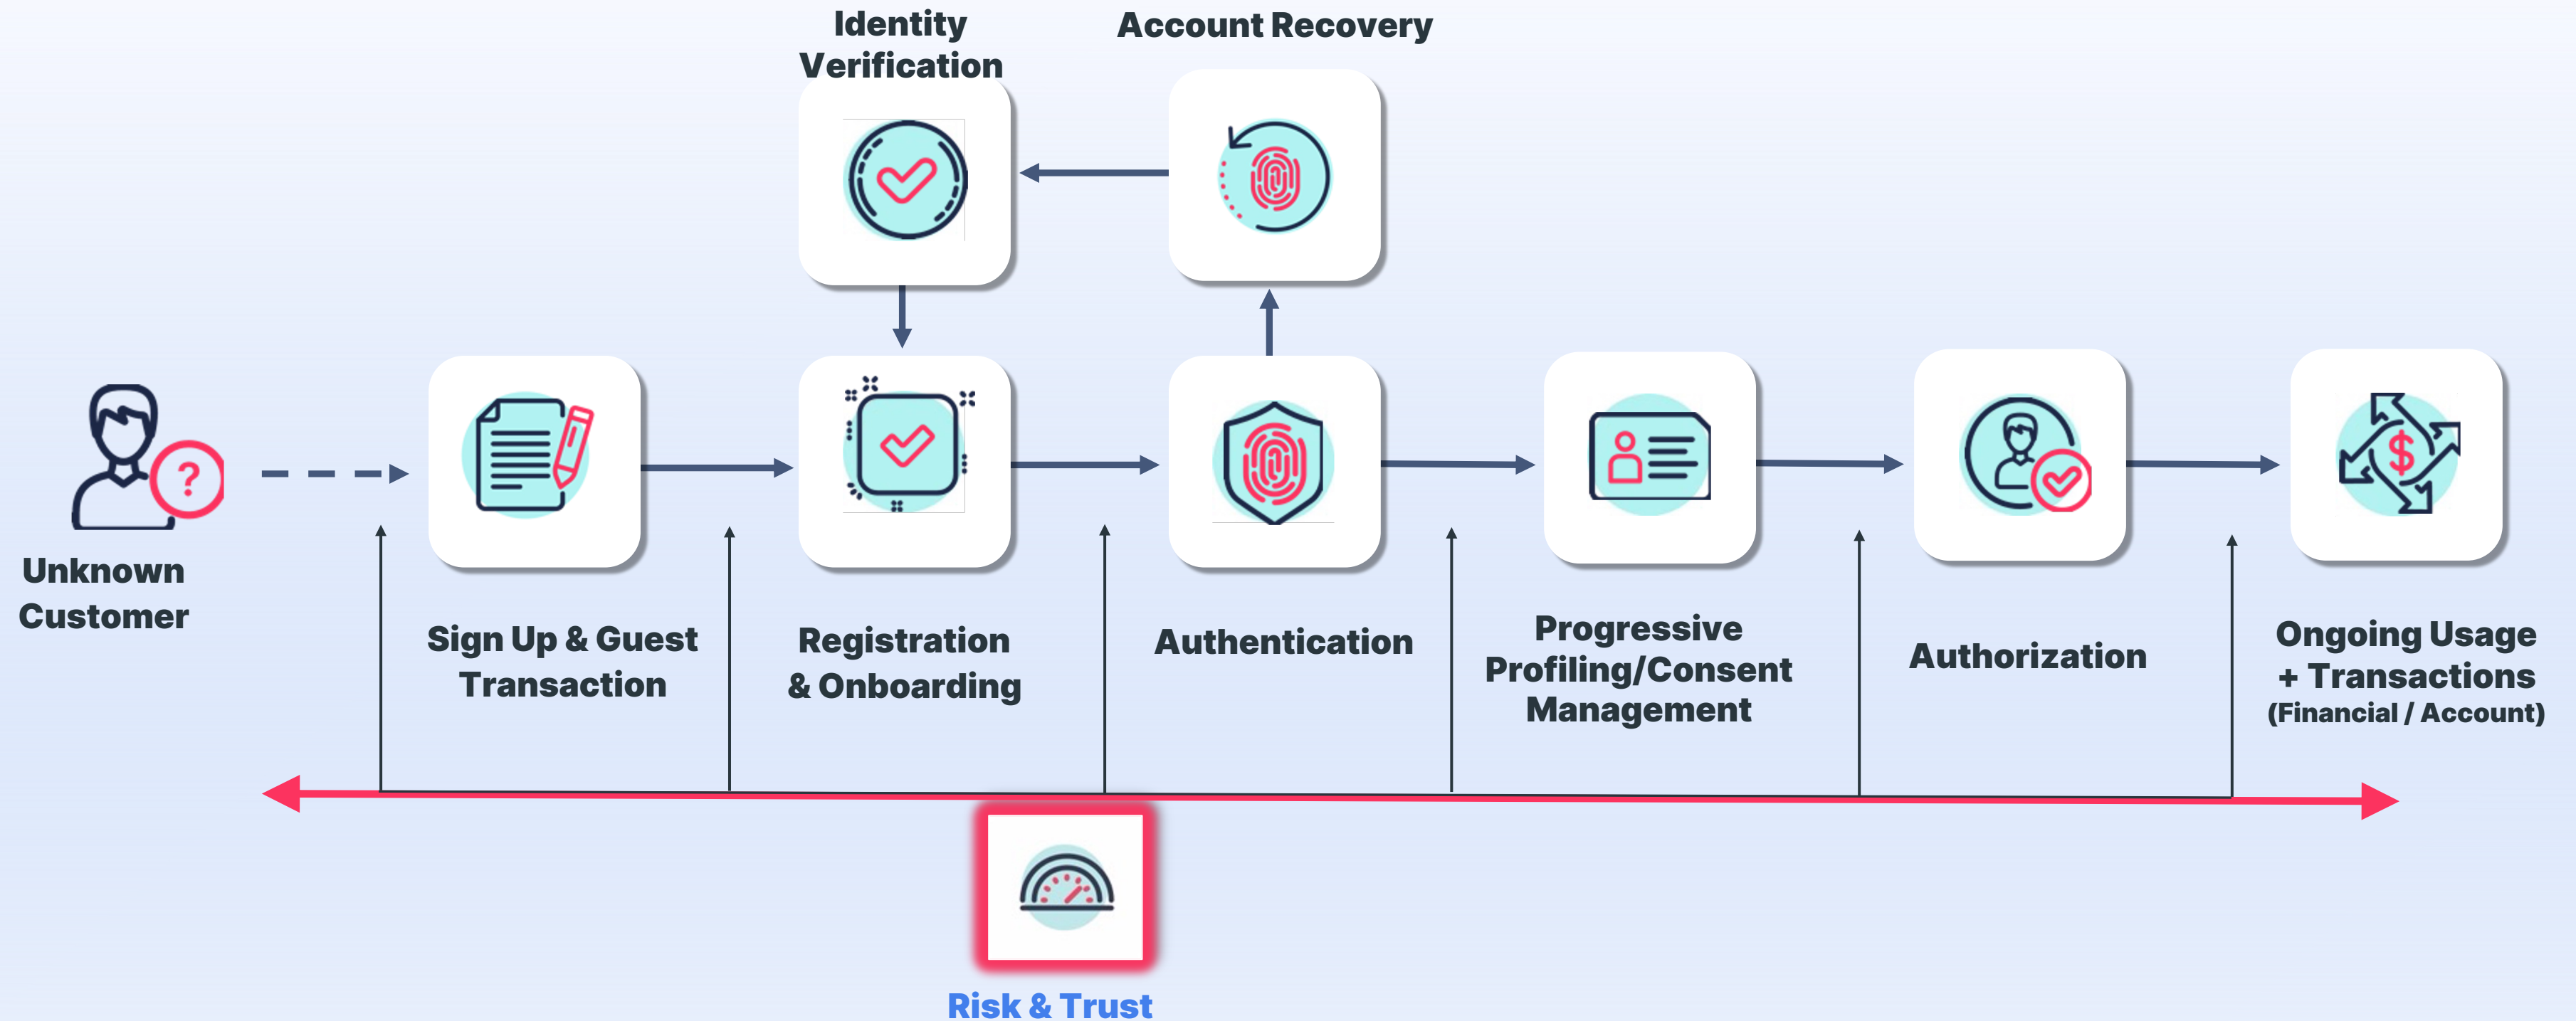 Identity
Verification
Account Recovery
?
$
Unknown
Customer
Sign Up & Guest
Transaction
Registration
& Onboarding
Authentication
Progressive
Profiling/Consent
Management
Authorization
Ongoing Usage
+ Transactions
(Financial / Account)
Risk & Trust